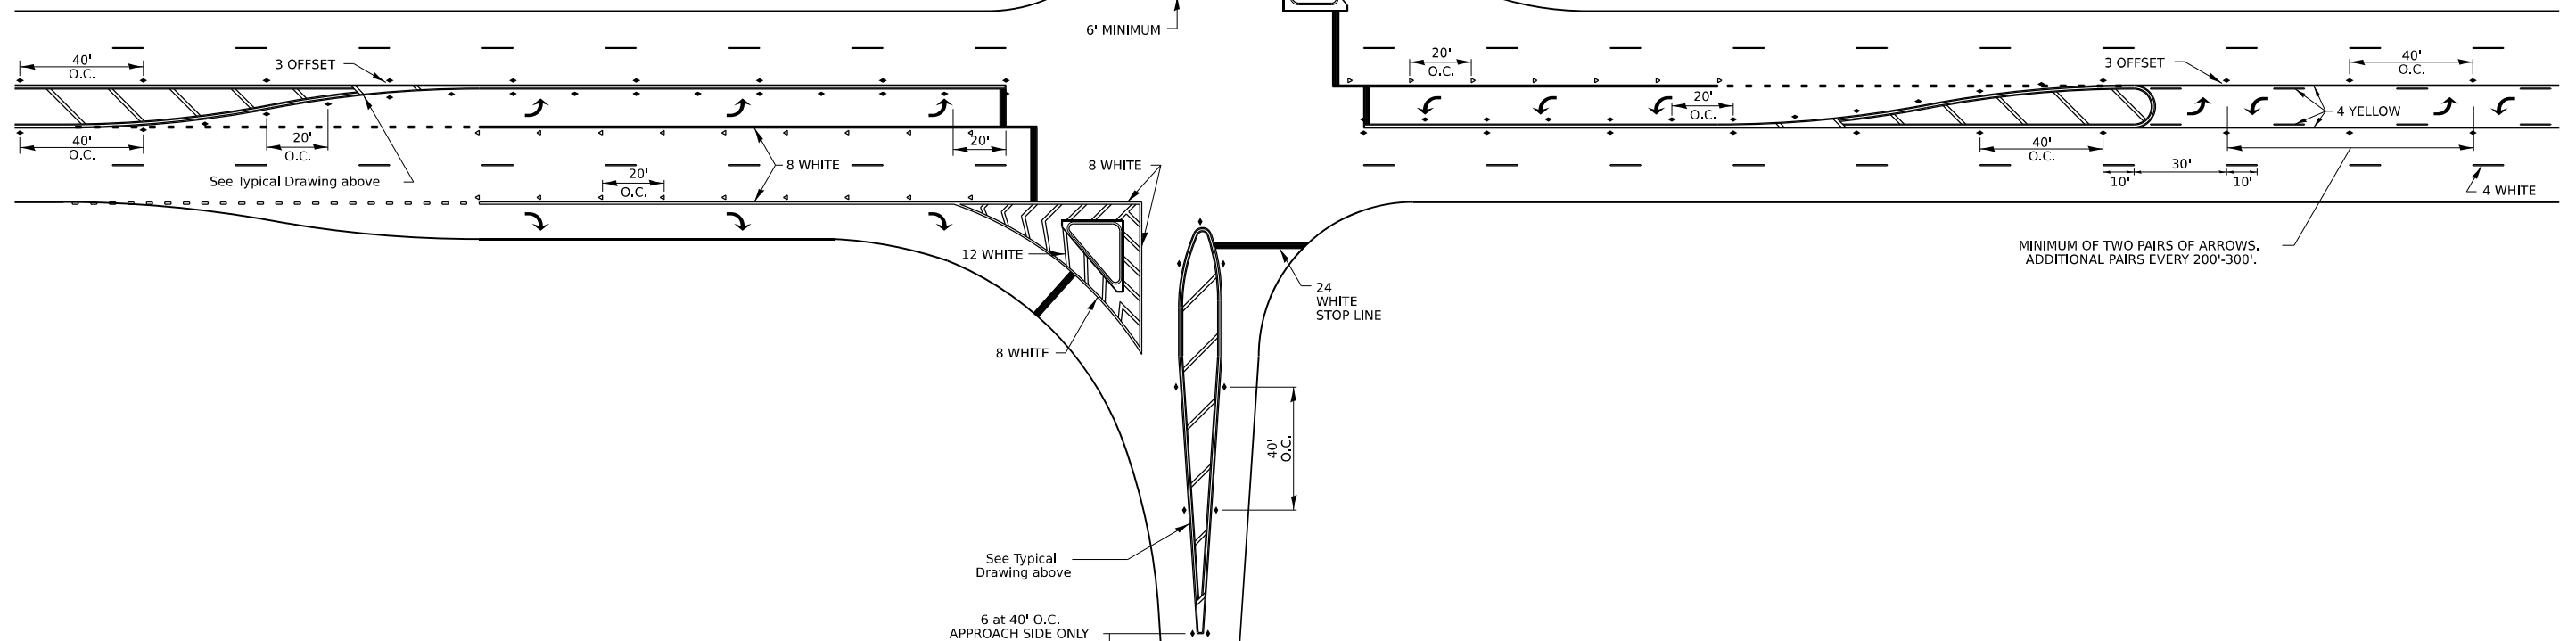 6' MINIMUM
40'
O.C.
3 OFFSET
20'
O.C.
3 OFFSET
40'
O.C.
20'
O.C.
4 YELLOW
40'
O.C.
20'
O.C.
20'
8 WHITE
8 WHITE
40'
O.C.
See Typical Drawing above
20'
O.C.
10'
30'
10'
4 WHITE
12 WHITE
MINIMUM OF TWO PAIRS OF ARROWS.
ADDITIONAL PAIRS EVERY 200'-300'.
24
WHITE
STOP LINE
8 WHITE
40'
O.C.
See Typical
Drawing above
6 at 40' O.C.
APPROACH SIDE ONLY